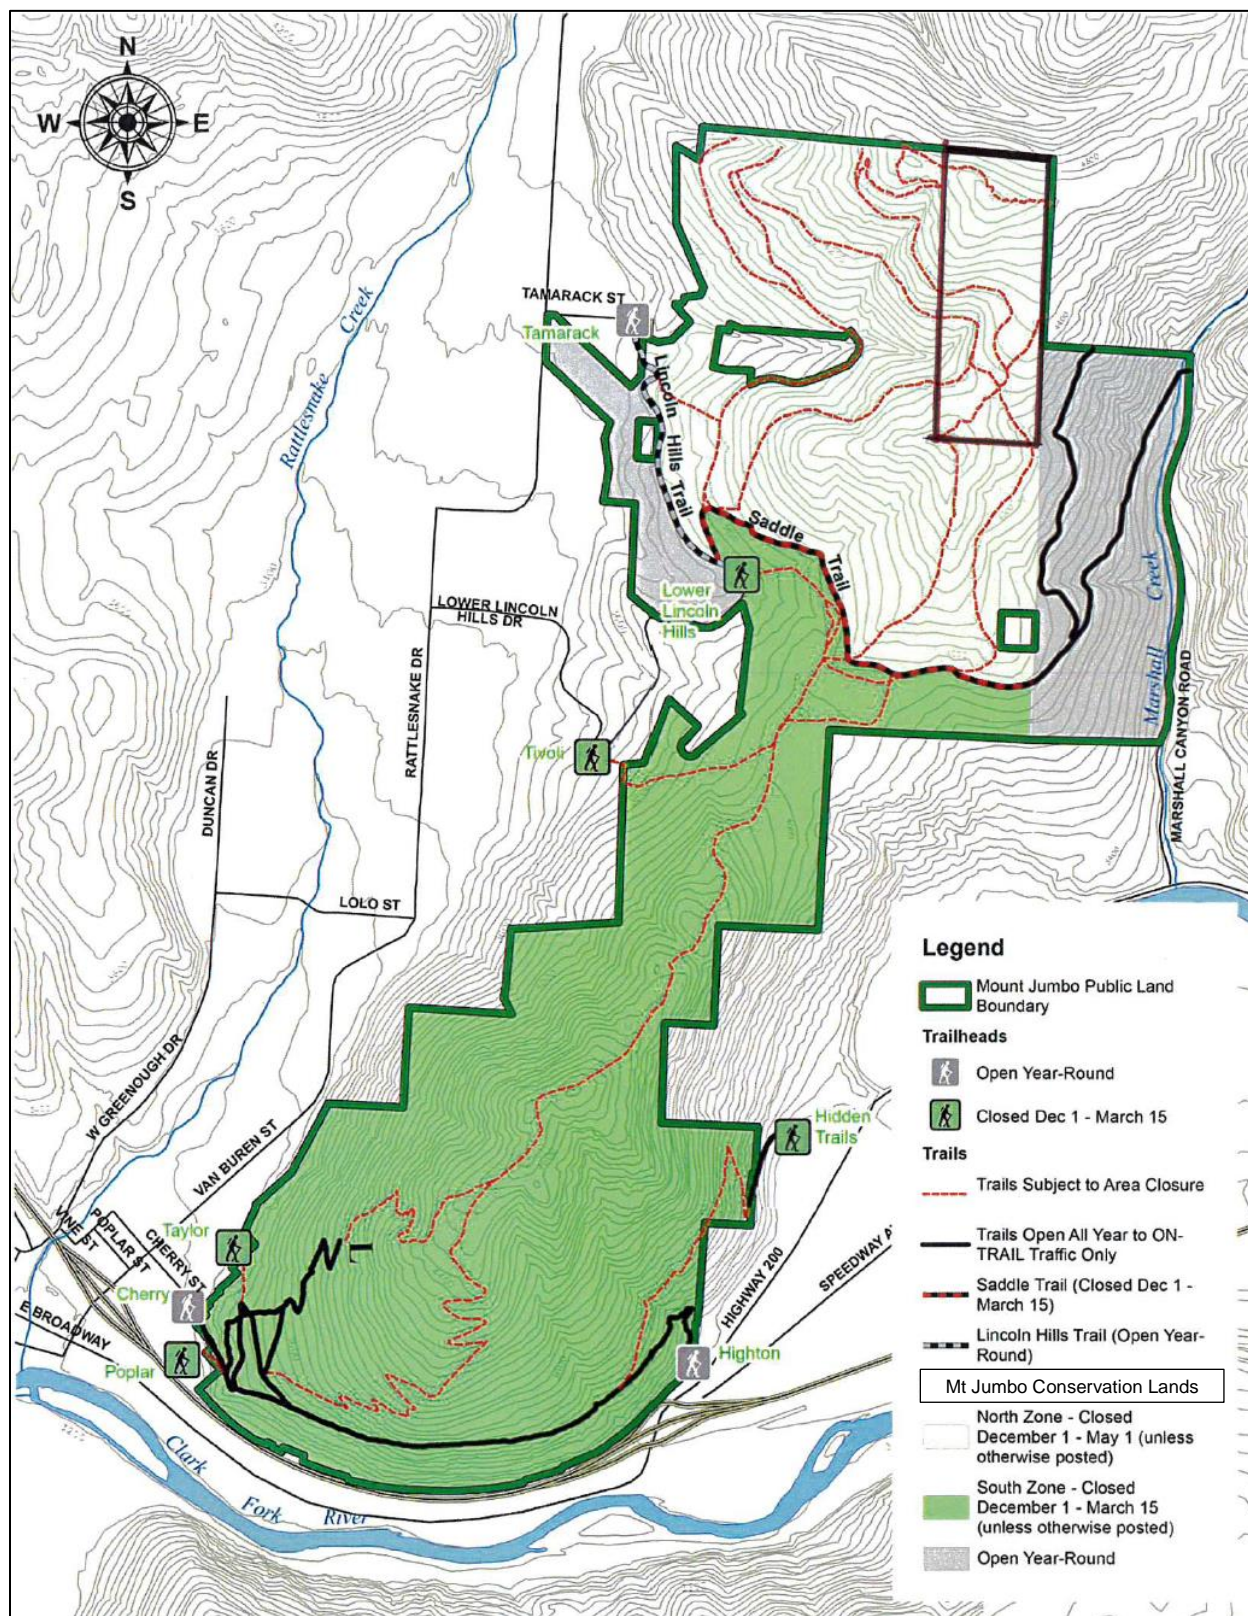 N
W E
S
TAMARACK ST
Tamarack
Rattlesnake Creek
Lincoln Hills Trail
Saddle Trail
Lower
Lincoln
Hills
LOWER LINCOLN
HILLS DR
RATTLESNAKE DR
DUNCAN DR
Tivoli
Marshall Creek
MARSHALL CANYON ROAD
LOLO ST
W GREENOUGH DR
VAN BUREN ST
Hidden
Trails
Taylor
L
VINE ST
POPLAR ST
CHERRY ST
Cherry
E BROADWAY
Poplar
Highton
HIGHWAY 200
SPEEDWAY A
Clark Fork River
3400
3400
Legend
Mount Jumbo Public Land
Boundary
Trailheads
Open Year-Round
Closed Dec 1 - March 15
Trails
Trails Subject to Area Closure
Trails Open All Year to ON-
TRAIL Traffic Only
Saddle Trail (Closed Dec 1 -
March 15)
Lincoln Hills Trail (Open Year-
Round)
Mt Jumbo Conservation Lands
North Zone - Closed
December 1 - May 1 (unless
otherwise posted)
South Zone - Closed
December 1 - March 15
(unless otherwise posted)
Open Year-Round